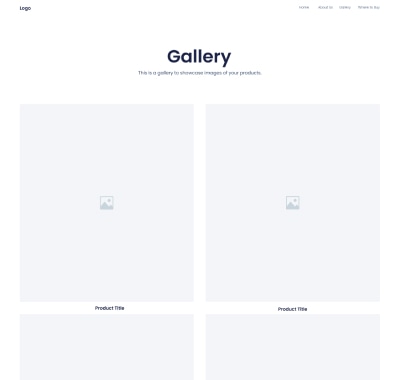 Logo
Home About Us Gallery Where to Buy
Gallery
This is a gallery to showcase images of your products.
Product Title
Product Title